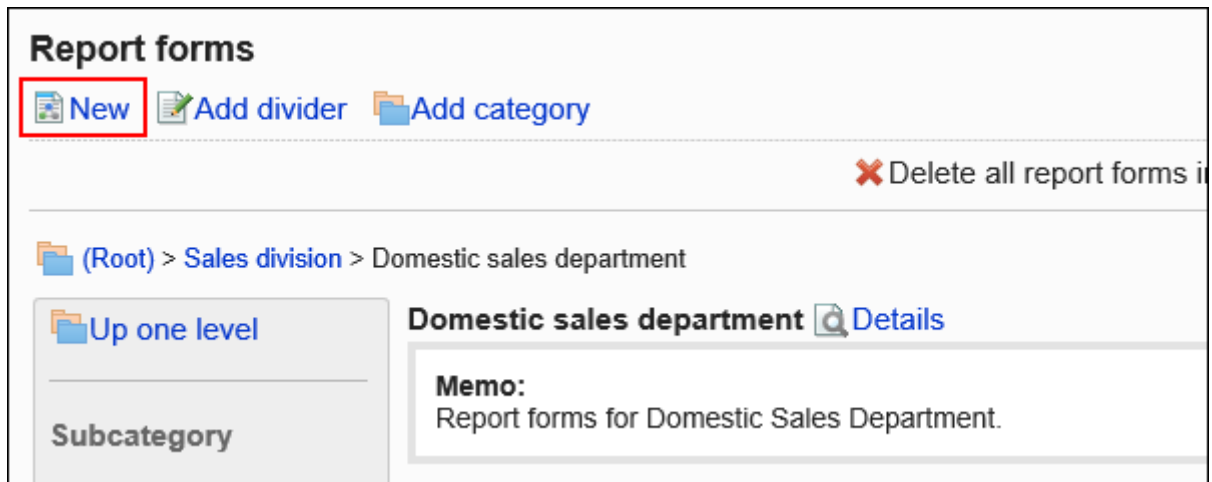 Report forms
New Add divider Add category
Delete all report forms
(Root) > Sales division > Domestic sales department
Up one level
Domestic sales department Details
Memo:
Report forms for Domestic Sales Department.
Subcategory